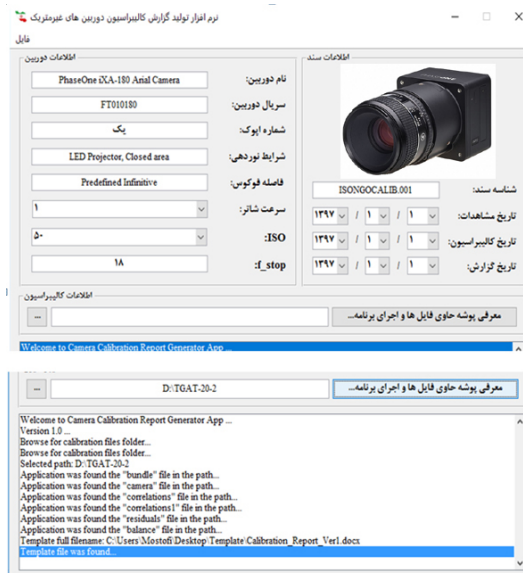 نرم افزار تولید گزارش کالیبراسیون دوربین های غیرمتریک
فایل
اطلاعات سند
شناسه سند: ISONGOCALIB.001
تاریخ مشاهدات: ۱ / ۱ / ۱۳۹۷
تاریخ کالیبراسیون: ۱ / ۱ / ۱۳۹۷
تاریخ گزارش: ۱ / ۱ / ۱۳۹۷
اطلاعات دوربین
نام دوربین: PhaseOne iXA-180 Arial Camera
سریال دوربین: FT010180
شماره اپوک: یک
شرایط نوردهی: LED Projector, Closed area
فاصله فوکوس: Predefined Infinitive
سرعت شاتر: ۱
ISO: ۵۰
f_stop: ۱۸
اطلاعات کالیبراسیون
معرفی پوشه حاوی فایل ها و اجرای برنامه...
...
Welcome to Camera Calibration Report Generator App ...
معرفی پوشه حاوی فایل ها و اجرای برنامه...
D:\TGAT-20-2
...
Welcome to Camera Calibration Report Generator App ...
Version 1.0 ...
Browse for calibration files folder...
Browse for calibration files folder...
Selected path: D:\TGAT-20-2
Application was found the "bundle" file in the path...
Application was found the "camera" file in the path...
Application was found the "correlations" file in the path...
Application was found the "correlations1" file in the path...
Application was found the "residuals" file in the path...
Application was found the "balance" file in the path...
Template full filename: C:\Users\Mostofi\Desktop\Template\Calibration_Report_Ver1.docx
Template file was found...